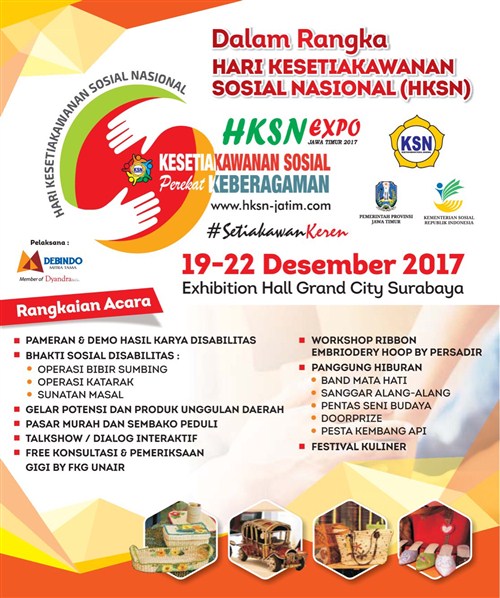 Dalam Rangka
HARI KESETIAKAWANAN
SOSIAL NASIONAL (HKSN)
HARI KESETIAKAWANAN SOSIAL NASIONAL
HKSN EXPO
JAWA TIMUR 2017
KSN
KSN
KESETIAKAWANAN SOSIAL
Perekat KEBERAGAMAN
www.hksn-jatim.com
#SetiakawanKeren
PEMERINTAH PROVINSI
JAWA TIMUR
KEMENTERIAN SOSIAL
REPUBLIK INDONESIA
Pelaksana :
DEBINDO
MITRA TAMA
Member of Dyandra
19-22 Desember 2017
Exhibition Hall Grand City Surabaya
Rangkaian Acara
PAMERAN & DEMO HASIL KARYA DISABILITAS
BHAKTI SOSIAL DISABILITAS :
OPERASI BIBIR SUMBING
OPERASI KATARAK
SUNATAN MASAL
GELAR POTENSI DAN PRODUK UNGGULAN DAERAH
PASAR MURAH DAN SEMBAKO PEDULI
TALKSHOW / DIALOG INTERAKTIF
FREE KONSULTASI & PEMERIKSAAN
GIGI BY FKG UNAIR
WORKSHOP RIBBON
EMBRIODERY HOOP BY PERSADIR
PANGGUNG HIBURAN
BAND MATA HATI
SANGGAR ALANG-ALANG
PENTAS SENI BUDAYA
DOORPRIZE
PESTA KEMBANG API
FESTIVAL KULINER